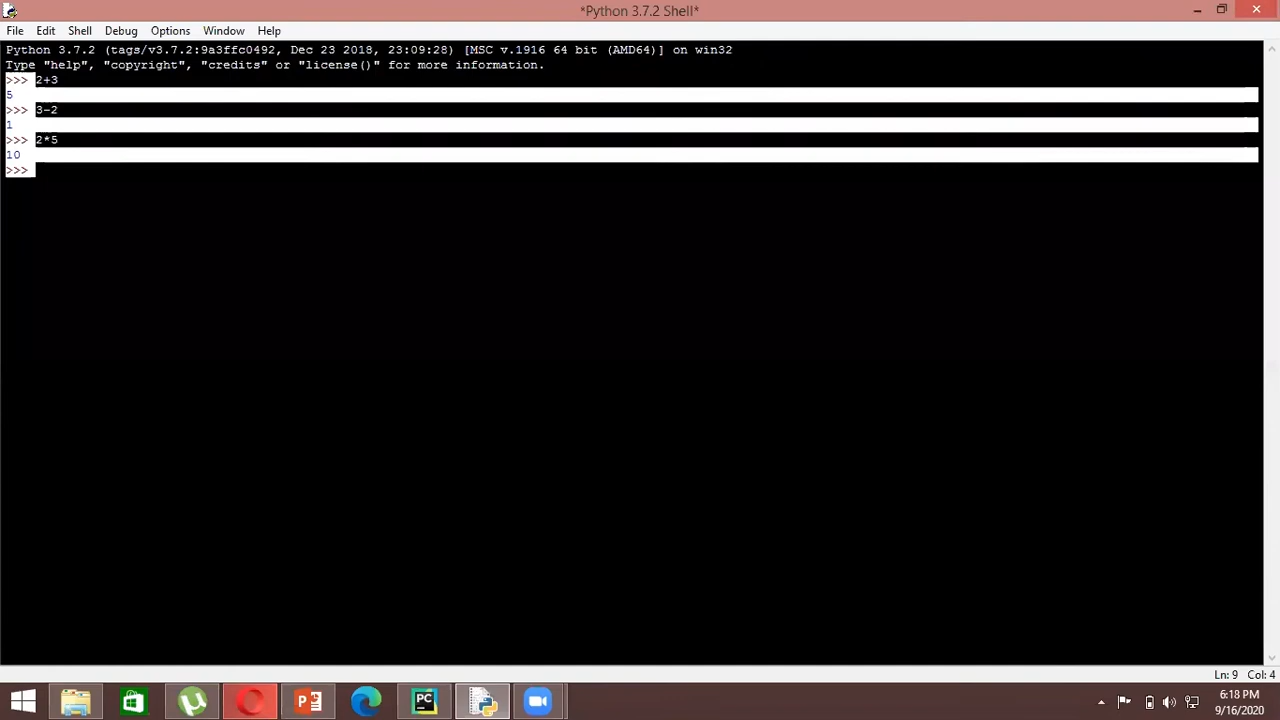 *Python 3.7.2 Shell*
File Edit Shell Debug Options Window Help
Python 3.7.2 (tags/v3.7.2:9a3ffc0492, Dec 23 2018, 23:09:28) [MSC v.1916 64 bit (AMD64)] on win32
Type "help", "copyright", "credits" or "license()" for more information.
>>> 2+3
5
>>> 3-2
1
>>> 2*5
10
>>>
Ln: 9 Col: 4
PC
6:18 PM
9/16/2020